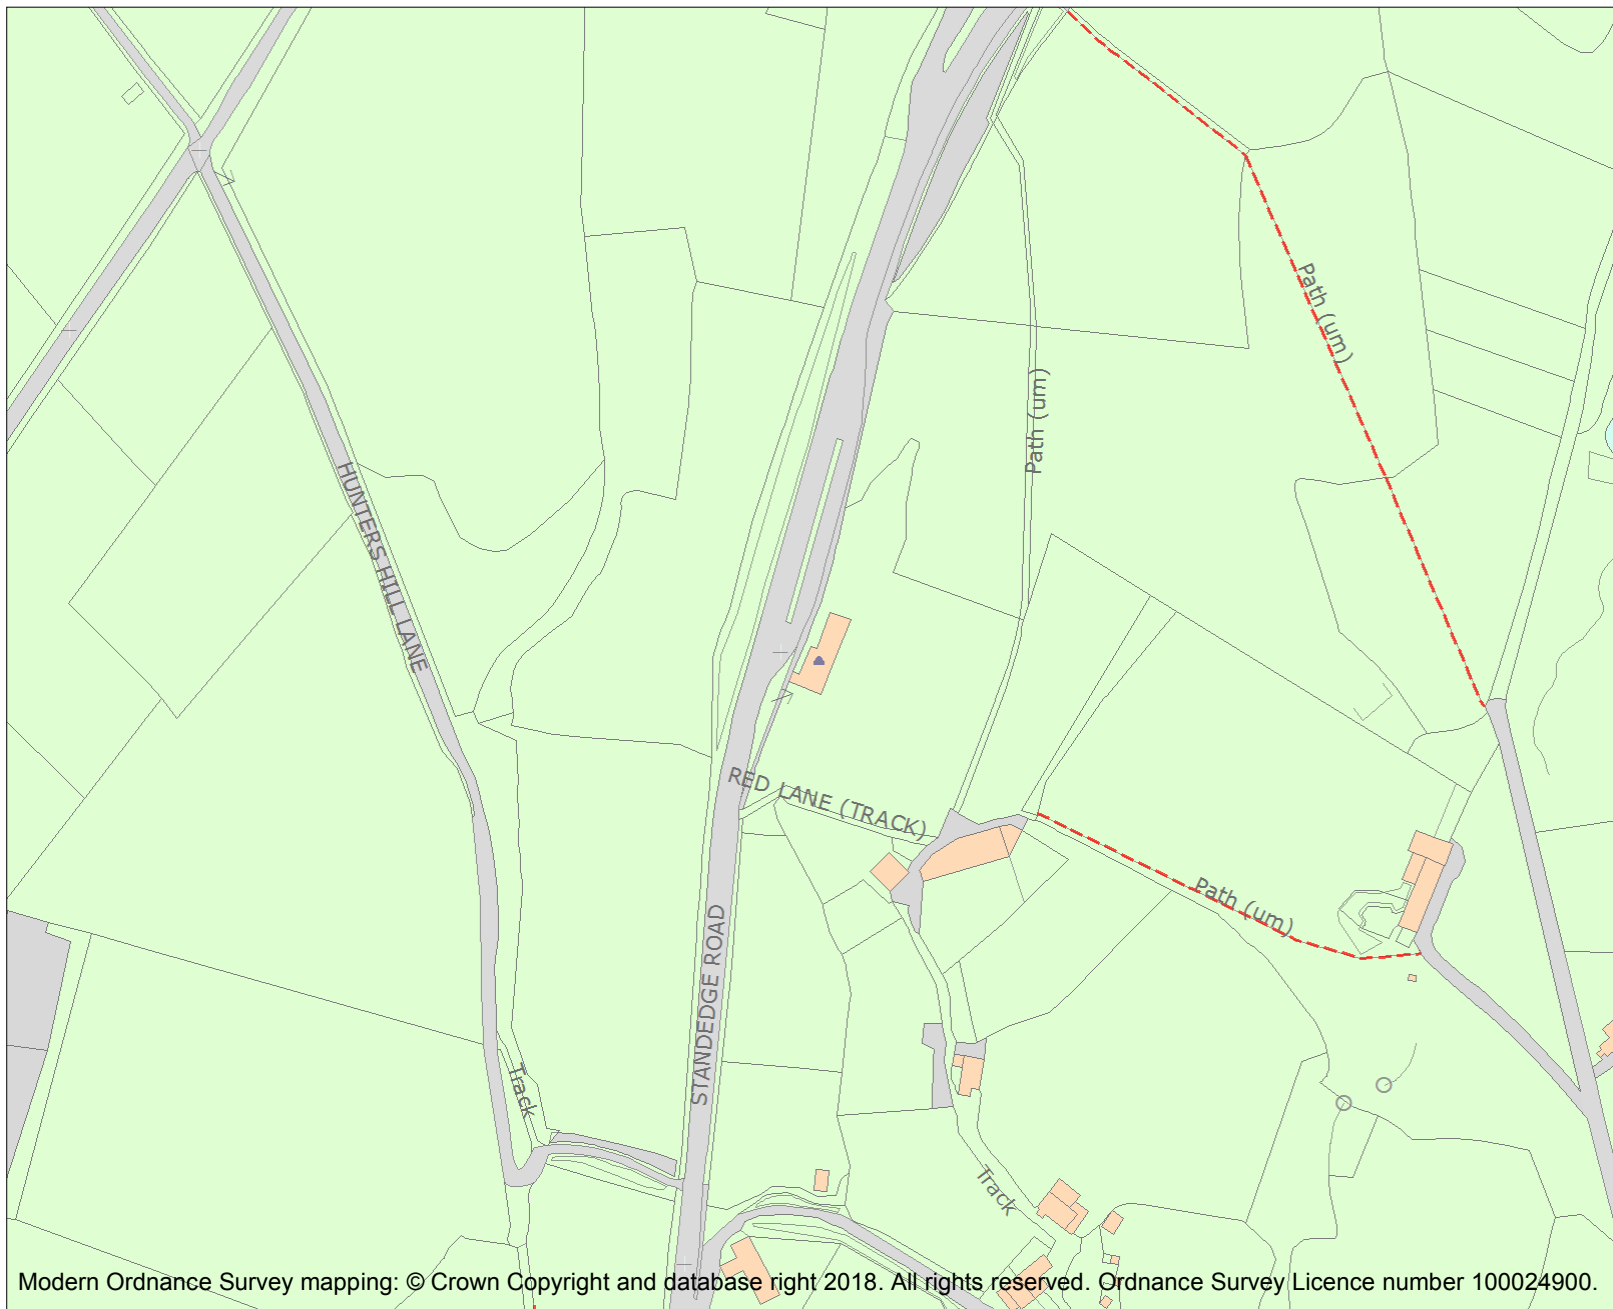 Path (um)
Path (um)
HUNTERS HILL LANE
RED LANE (TRACK)
Path (um)
STANDEDGE ROAD
Track
Track
Modern Ordnance Survey mapping: © Crown Copyright and database right 2018. All rights reserved. Ordnance Survey Licence number 100024900.